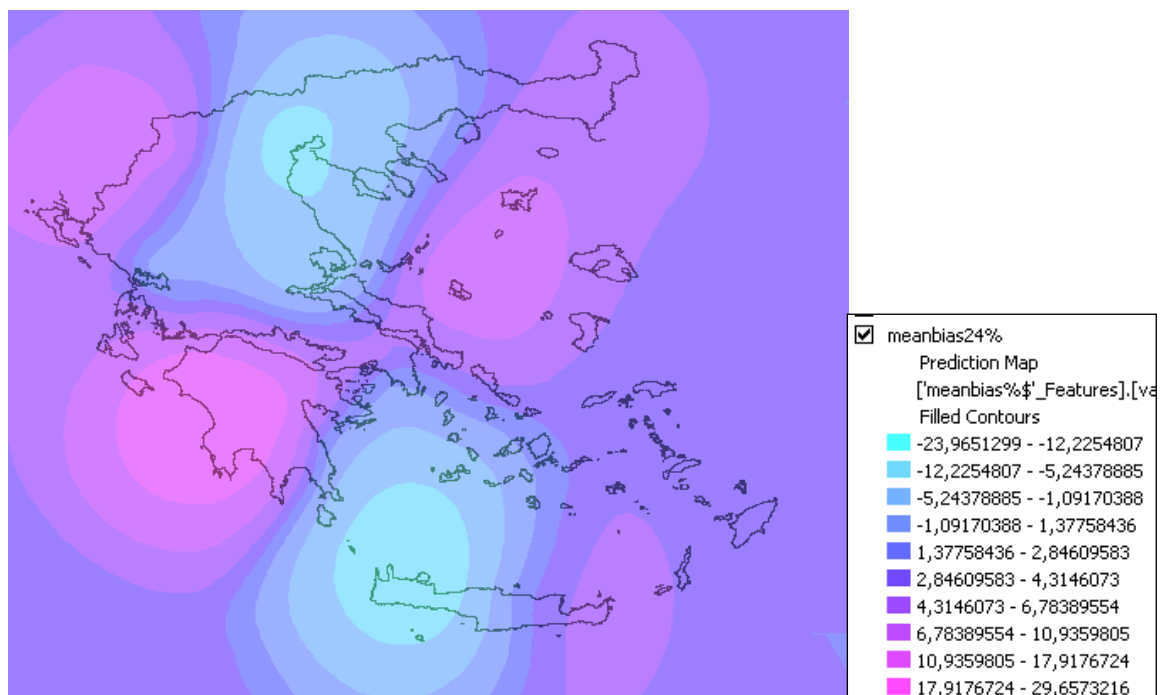 meanbias24%
Prediction Map
['meanbias%$'_Features].[va
Filled Contours
-23,9651299 - -12,2254807
-12,2254807 - -5,24378885
-5,24378885 - -1,09170388
-1,09170388 - 1,37758436
1,37758436 - 2,84609583
2,84609583 - 4,3146073
4,3146073 - 6,78389554
6,78389554 - 10,9359805
10,9359805 - 17,9176724
17,9176724 - 29,6573216